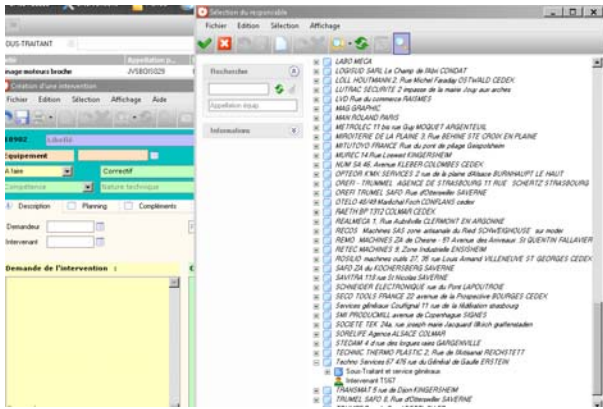 Sélection du responsable
Fichier Edition Sélection Affichage
OUS-TRAITANT
Création d'une intervention
Fichier Edition Sélection Affichage Aide
Equipement
A faire
Correctif
Compétence
Nature technique
Description
Planning
Compléments
Demandeur
Intervenant
Demande de l'intervention :
Rechercher
Informations
LABO MECA
LOGISUD SARL Le Champ de
CONDAT
LOLL HOUTMANN 2, Rue Michel Faraday OSTWALD CEDEX
LUTRAC SECURITE 2 impasse de la mairie Jouy aux arches
LVD Rue du commerce RAISMES
MAG GRAPHIC
MAN ROLAND PARIS
METROLEC 11 bis rue Guy MOQUET ARGENTEUIL
MIROITERIE DE LA PLAINE 3, Rue BEHINE STE CROIX EN PLAINE
MITUTOYO FRANCE Rue du pont de péage Geispolsheim
MUREC 14 Rue Loewert KINGERSHEIM
NUM SA 46, Avenue KLEBER COLOMBES CEDEX
OPTEOR KMX SERVICES 2 rue de la plaine d'Alsace BURNHAUPT LE HAUT
ORERI - TRUMMEL AGENCE DE STRASBOURG 11 RUE SCHERTZ STRASBOURG
ORERI TRUMEL SAFO Rue d'Otterswiller SAVERNE
OTELO 48/49 Maréchal Foch CONFLANS cedex
RAETH BP 1312 COLMAR CEDEX
REALMECA 1, Rue Aubréville CLERMONT EN ARGONNE
RECOS Machines SAS zone artisanale du Ried SCHWEIGHOUSE sur moder
REMO MACHINES ZA de Chesne - 51 Avenue des Arrivaux St QUENTIN FALLAVIER
RETEC MACHINES 9, Zone Industrielle ENSISHEIM
ROSILIO machines outils 27, 35 rue Louis Armand VILLENEUVE ST GEORGES CEDEX
SAFO ZA du KOCHERSBERG SAVERNE
SAVITRA 118 rue St Nicolas SAVERNE
SCHNEIDER ELECTRONIQUE rue du Pont LAPOUTROIE
SECO TOOLS FRANCE 22 avenue de la Prospective BOURGES CEDEX
Services généraux Couffignal 11 rue de la fédération strasbourg
SMI PRODUCMILL avenue de Copenhague SIGNES
SOCIETE TEK 24a, rue joseph marie Jacquard Illkirch graffenstaden
SORELIFE Agence ALSACE COLMAR
STEGAM 4 d rue des longues raies GARGENVILLE
TECHNIC THERMO PLASTIC 2, Rue de l'Artisanat REICHSTETT
Techno Services 67 476 rue du Général de Gaulle ERSTEIN
Sous-Traitant et service généraux
Intervenant TS67
TRANSMAT 5 rue de Dijon KINGERSHEIM
TRUMEL SAFO 8, Rue d'Otterswiller SAVERNE